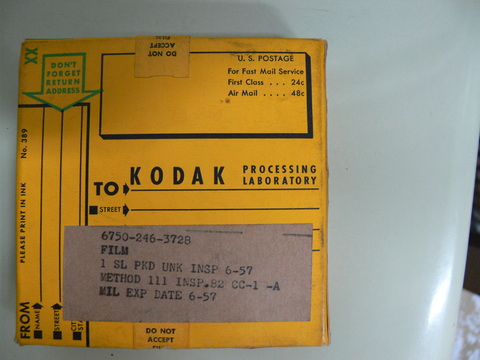 XX
DON'T
FORGET
RETURN
ADDRESS
DO NOT
ACCEPT
U. S. POSTAGE
For Fast Mail Service
First Class .... 24c
Air Mail .... 48c
No. 389
PLEASE PRINT IN INK
TO KODAK PROCESSING
LABORATORY
STREET
6750-246-3728
FILM
1 SL PKD UNK INSP 6-57
METHOD 111 INSP.82 CC-1 -A
MIL EXP DATE 6-57
FROM
NAME
STREET
DO NOT
ACCEPT